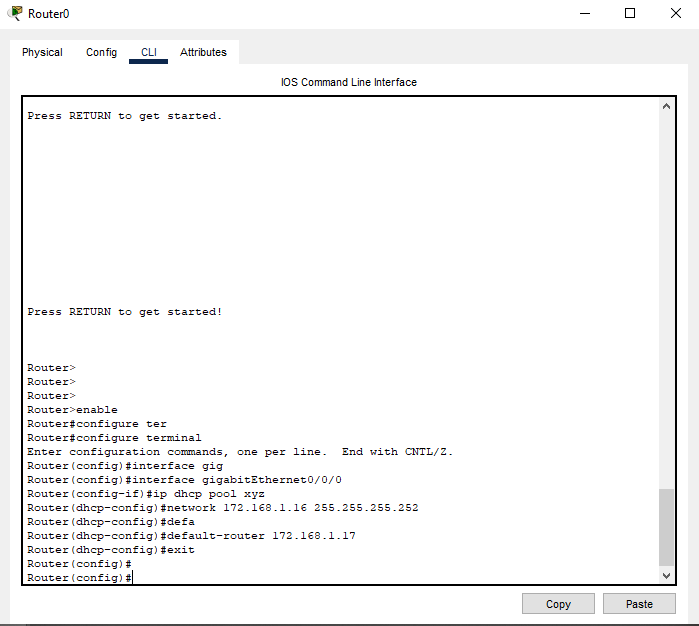 Router0
Physical Config CLI Attributes
IOS Command Line Interface
Press RETURN to get started.
Press RETURN to get started!
Router>
Router>
Router>
Router>enable
Router#configure ter
Router#configure terminal
Enter configuration commands, one per line.  End with CNTL/Z.
Router(config)#interface gig
Router(config)#interface gigabitEthernet0/0/0
Router(config-if)#ip dhcp pool xyz
Router(dhcp-config)#network 172.168.1.16 255.255.255.252
Router(dhcp-config)#defa
Router(dhcp-config)#default-router 172.168.1.17
Router(dhcp-config)#exit
Router(config)#
Router(config)#
Copy Paste